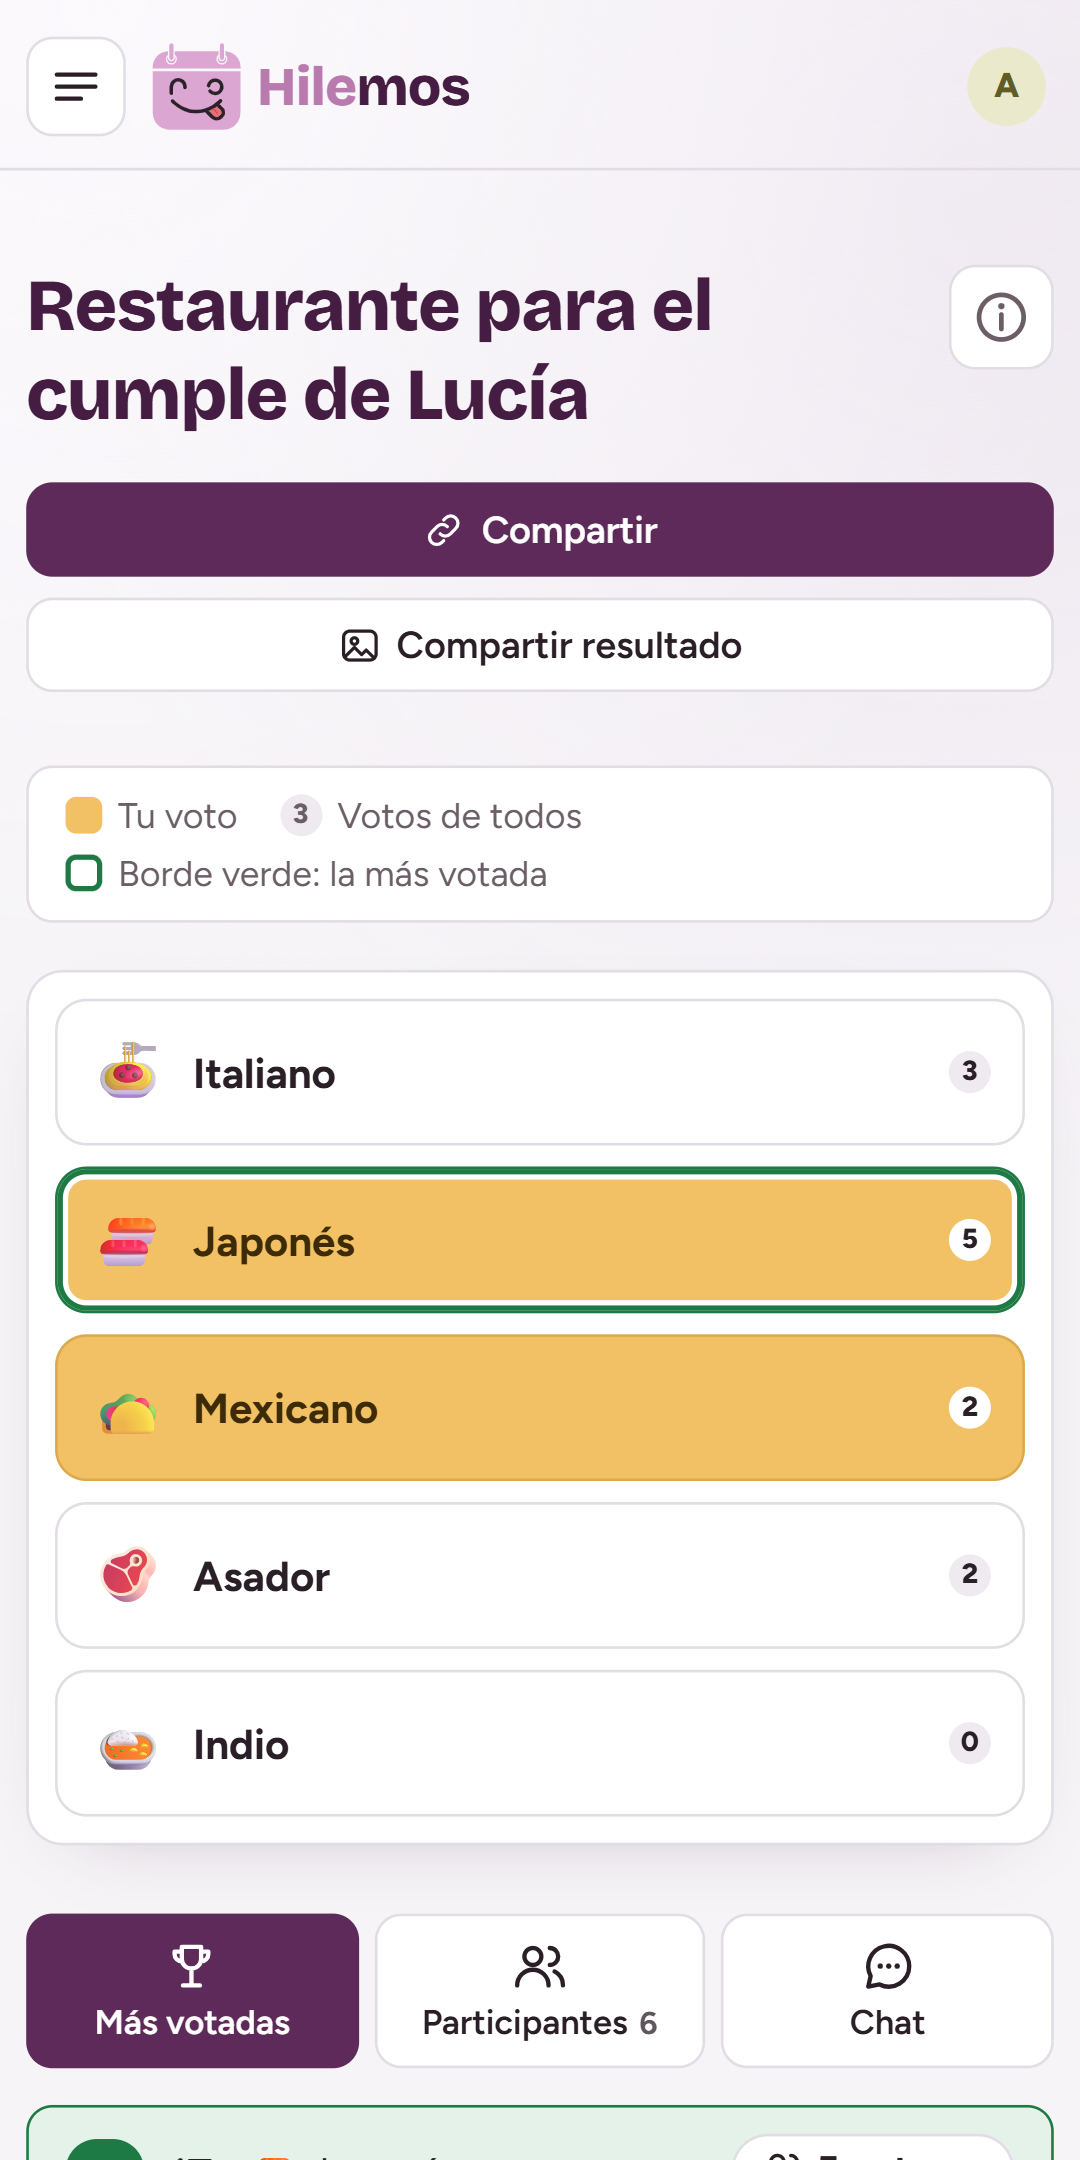 Hilemos
A
Restaurante para el
cumple de Lucía
Compartir
Compartir resultado
Tu voto
3 Votos de todos
Borde verde: la más votada
Italiano 3
Japonés 5
Mexicano 2
Asador 2
Indio 0
Más votadas
Participantes 6
Chat